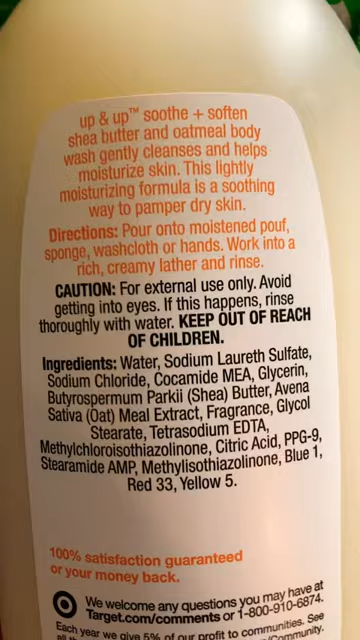 up & up™ soothe + soften
shea butter and oatmeal body
wash gently cleanses and helps
moisturize skin. This lightly
moisturizing formula is a soothing
way to pamper dry skin.
Directions: Pour onto moistened pouf,
sponge, washcloth or hands. Work into a
rich, creamy lather and rinse.
CAUTION: For external use only. Avoid
getting into eyes. If this happens, rinse
thoroughly with water. KEEP OUT OF REACH
OF CHILDREN.
Ingredients: Water, Sodium Laureth Sulfate,
Sodium Chloride, Cocamide MEA, Glycerin,
Butyrospermum Parkii (Shea) Butter, Avena
Sativa (Oat) Meal Extract, Fragrance, Glycol
Stearate, Tetrasodium EDTA,
Methylchloroisothiazolinone, Citric Acid, PPG-9,
Stearamide AMP, Methylisothiazolinone, Blue 1,
Red 33, Yellow 5.
100% satisfaction guaranteed
or your money back.
We welcome any questions you may have at
Target.com/comments or 1-800-910-6874.
Each year we give 5% of our profit to communities. See